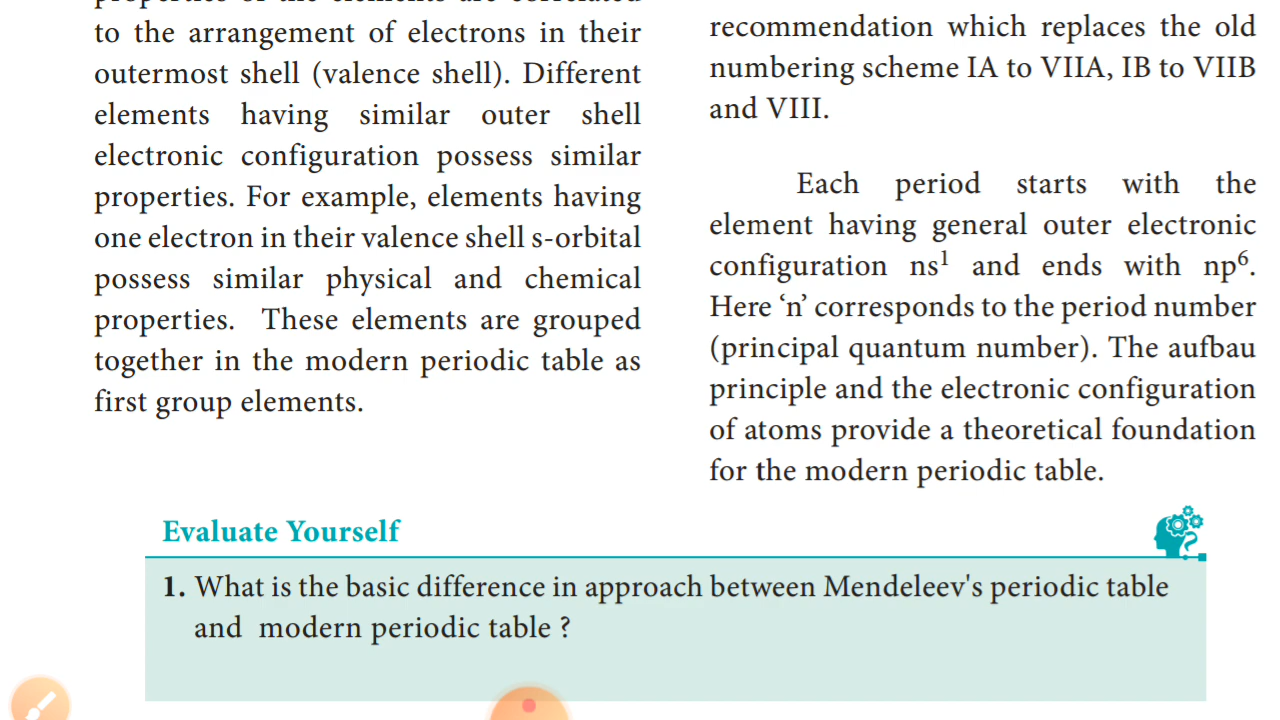 properties of the elements are correlated
to the arrangement of electrons in their
outermost shell (valence shell). Different
elements having similar outer shell
electronic configuration possess similar
properties. For example, elements having
one electron in their valence shell s-orbital
possess similar physical and chemical
properties. These elements are grouped
together in the modern periodic table as
first group elements.
recommendation which replaces the old
numbering scheme IA to VIIA, IB to VIIB
and VIII.
Each period starts with the
element having general outer electronic
configuration ns¹ and ends with np⁶.
Here ‘n’ corresponds to the period number
(principal quantum number). The aufbau
principle and the electronic configuration
of atoms provide a theoretical foundation
for the modern periodic table.
Evaluate Yourself
1. What is the basic difference in approach between Mendeleev's periodic table
and modern periodic table ?